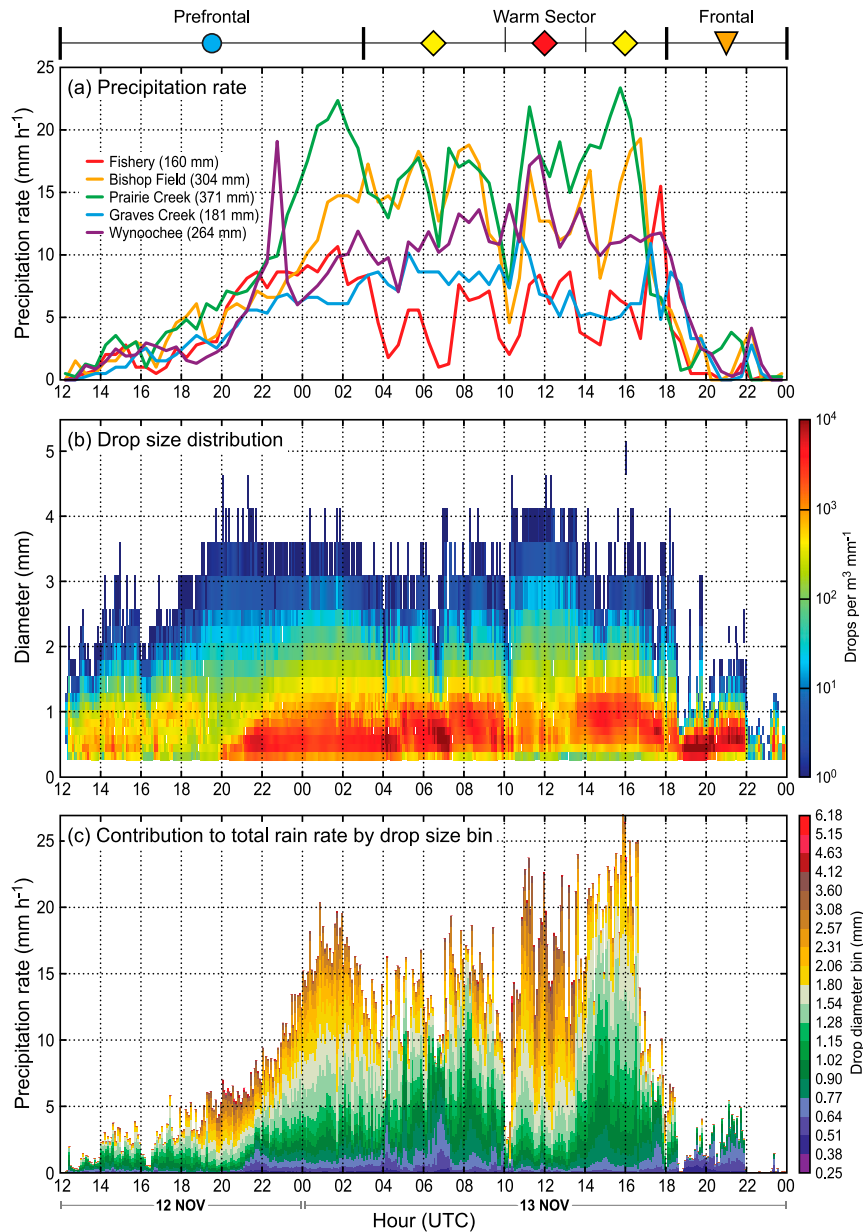 Prefrontal Warm Sector Frontal
(a) Precipitation rate
Precipitation rate (mm h⁻¹)
25
20
15
10
5
0
Fishery (160 mm)
Bishop Field (304 mm)
Prairie Creek (371 mm)
Graves Creek (181 mm)
Wynoochee (264 mm)
12 14 16 18 20 22 00 02 04 06 08 10 12 14 16 18 20 22 00
(b) Drop size distribution
Diameter (mm)
5
4
3
2
1
0
12 14 16 18 20 22 00 02 04 06 08 10 12 14 16 18 20 22 00
10⁴
10³
10²
10¹
10⁰
Drops per m³ mm⁻¹
(c) Contribution to total rain rate by drop size bin
Precipitation rate (mm h⁻¹)
25
20
15
10
5
0
12 14 16 18 20 22 00 02 04 06 08 10 12 14 16 18 20 22 00
12 NOV 13 NOV
Hour (UTC)
6.18
5.15
4.63
4.12
3.60
3.08
2.57
2.31
2.06
1.80
1.54
1.28
1.15
1.02
0.90
0.77
0.64
0.51
0.38
0.25
Drop diameter bin (mm)